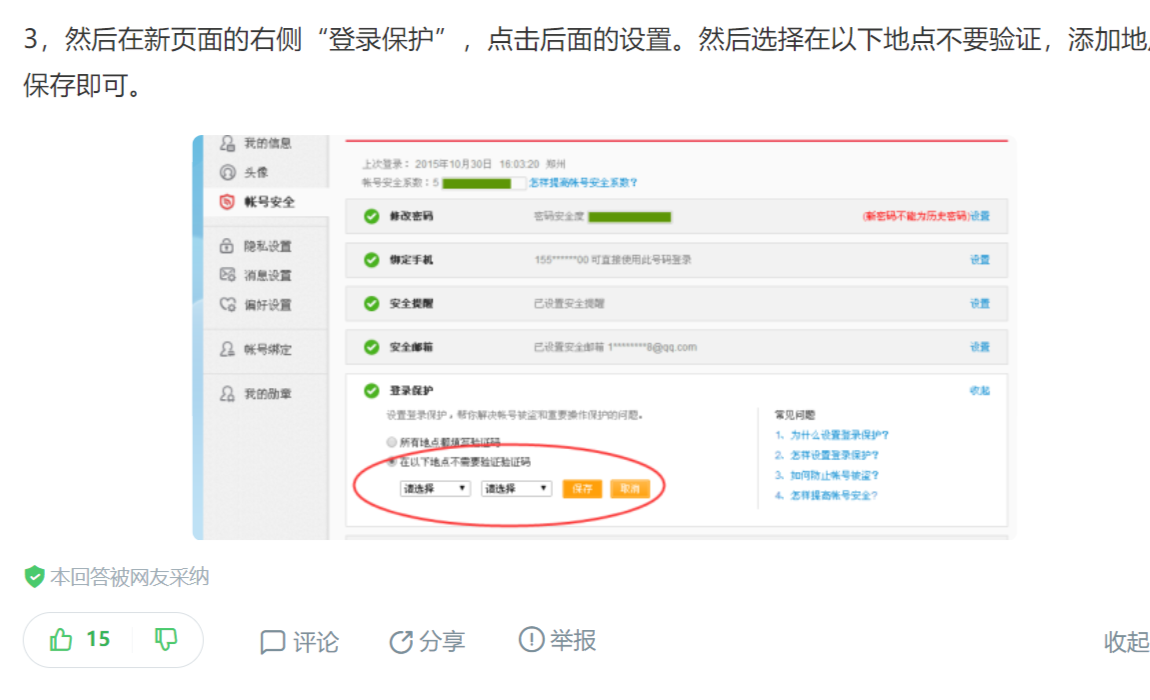 3，然后在新页面的右侧“登录保护”，点击后面的设置。然后选择在以下地点不要验证，添加地
保存即可。
我的信息
头像
帐号安全
隐私设置
消息设置
偏好设置
帐号绑定
我的勋章
上次登录： 2015年10月30日 16:03:20 郑州
帐号安全系数：5 怎样提高帐号安全系数？
修改密码 密码安全度 (新密码不能为历史密码)设置
绑定手机 155******00 可直接使用此号码登录 设置
安全提醒 已设置安全提醒 设置
安全邮箱 已设置安全邮箱 1********8@qq.com 设置
登录保护 收起
设置登录保护，帮你解决帐号被盗和重要操作保护的问题。
所有地点都填写验证码
在以下地点不需要验证验证码
请选择 请选择 保存 取消
常见问题
1、为什么设置登录保护？
2、怎样设置登录保护？
3、如何防止帐号被盗？
4、怎样提高帐号安全？
本回答被网友采纳
15 评论 分享 举报 收起